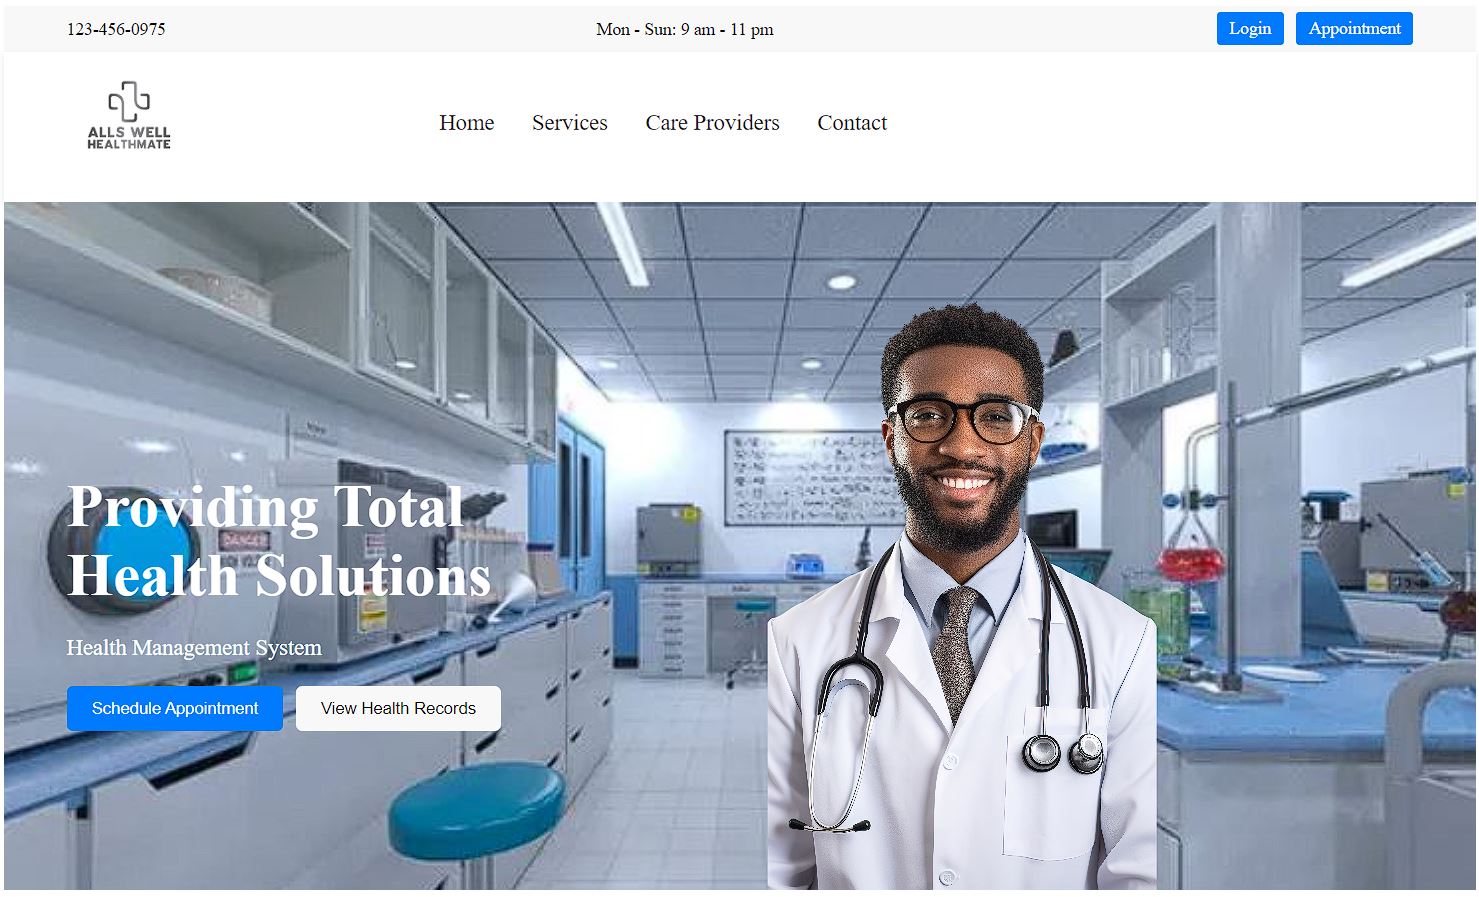 123-456-0975
Mon - Sun: 9 am - 11 pm
Login
Appointment
ALLS WELL
HEALTHMATE
Home
Services
Care Providers
Contact
DANGER
Providing Total
Health Solutions
Health Management System
Schedule Appointment
View Health Records